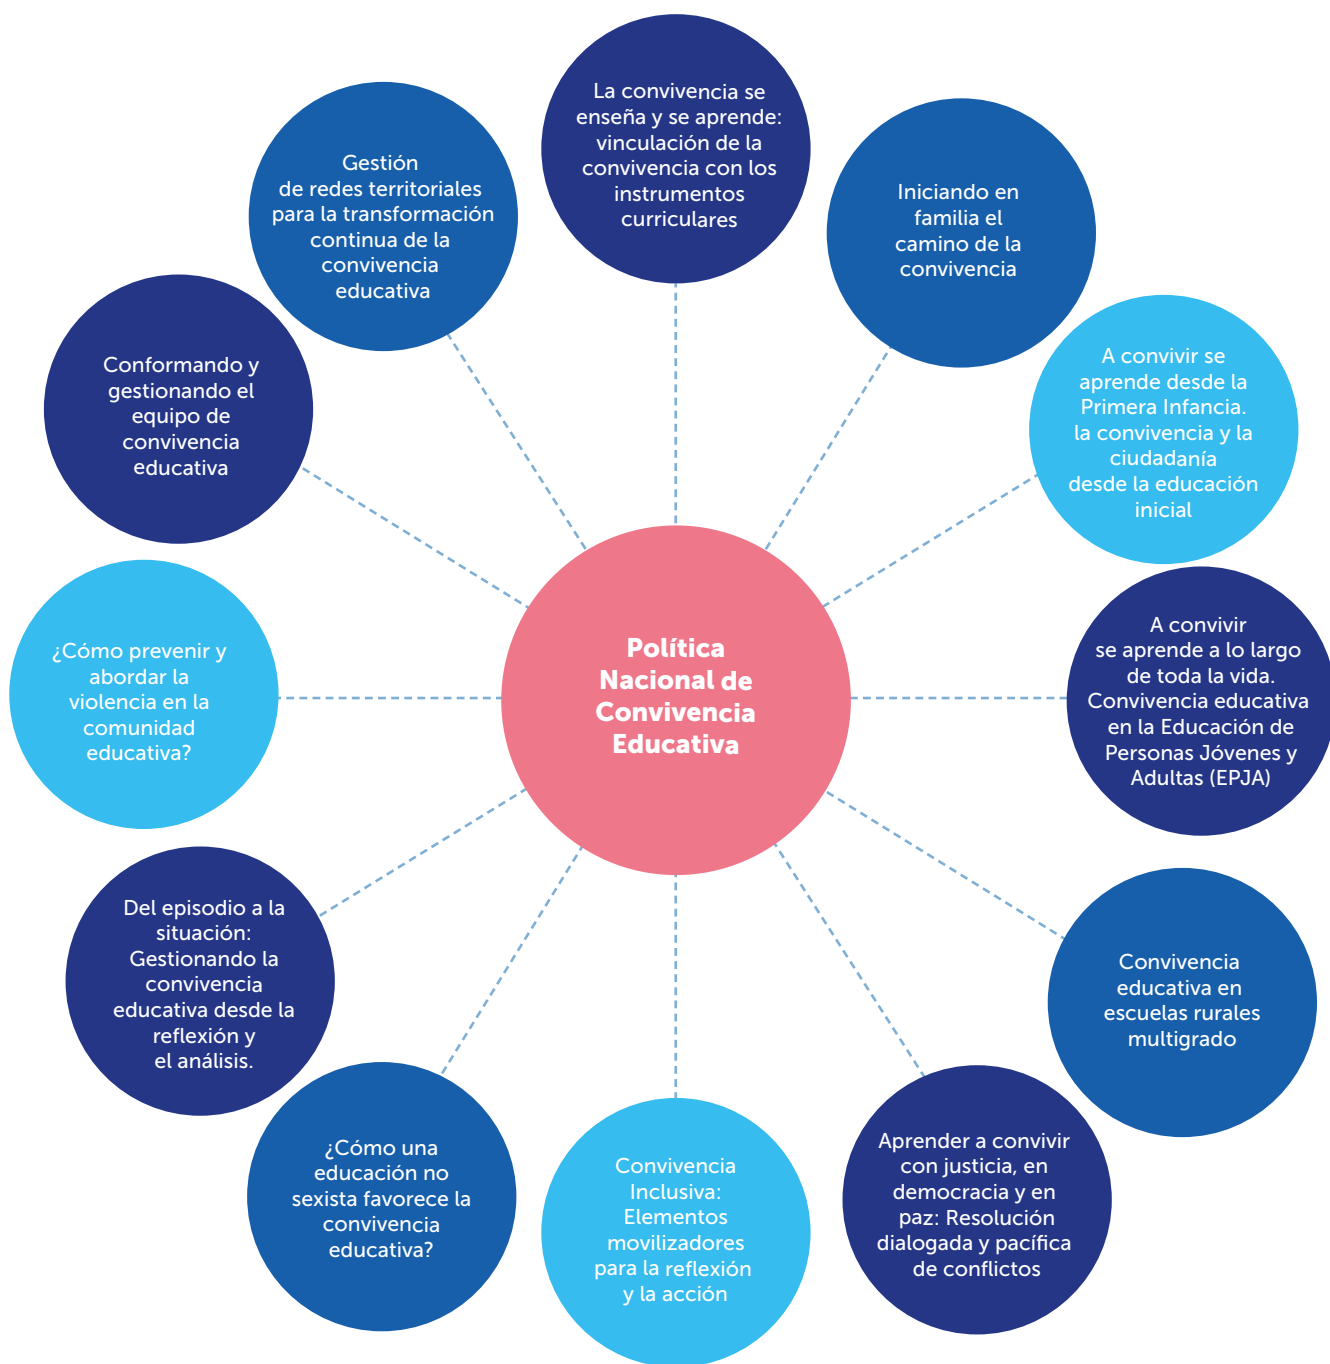 La convivencia se
enseña y se aprende:
vinculación de la
convivencia con los
instrumentos
curriculares
Iniciando en
familia el
camino de la
convivencia
A convivir se
aprende desde la
Primera Infancia.
la convivencia y la
ciudadanía
desde la educación
inicial
A convivir
se aprende a lo largo
de toda la vida.
Convivencia educativa
en la Educación de
Personas Jóvenes y
Adultas (EPJA)
Convivencia
educativa en
escuelas rurales
multigrado
Aprender a convivir
con justicia, en
democracia y en
paz: Resolución
dialogada y pacífica
de conflictos
Convivencia
Inclusiva:
Elementos
movilizadores
para la reflexión
y la acción
¿Cómo una
educación no
sexista favorece la
convivencia
educativa?
Del episodio a la
situación:
Gestionando la
convivencia
educativa desde la
reflexión y
el análisis.
¿Cómo prevenir y
abordar la
violencia en la
comunidad
educativa?
Conformando y
gestionando el
equipo de
convivencia
educativa
Gestión
de redes territoriales
para la transformación
continua de la
convivencia
educativa
Política
Nacional de
Convivencia
Educativa